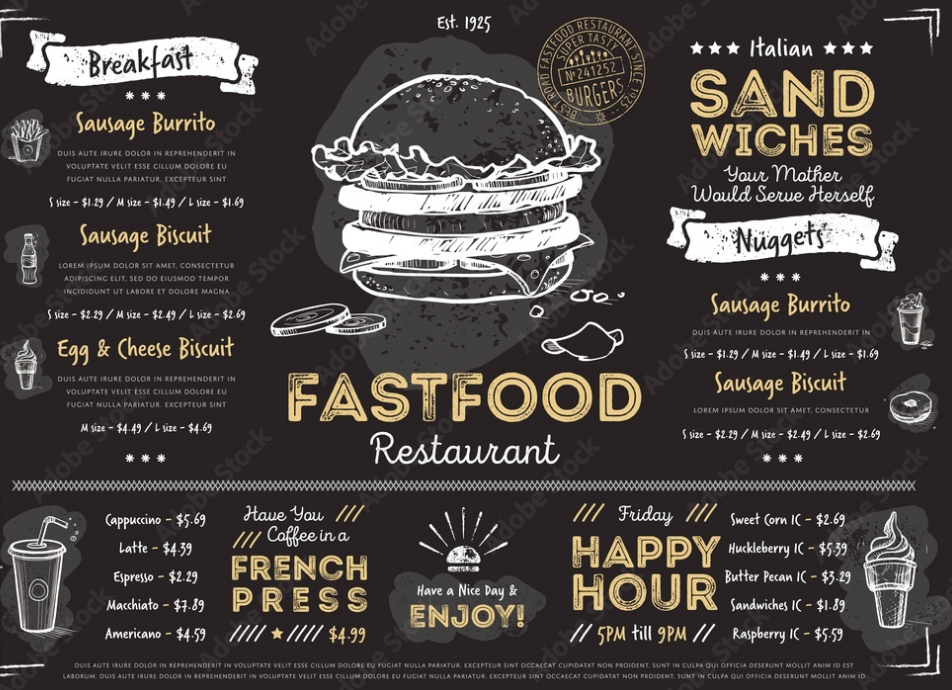 Est. 1925
Breakfast
Sausage Burrito
DUIS AUTE IRURE DOLOR IN REPREHENDERIT IN
VOLUPTATE VELIT ESSE CILLUM DOLORE EU
FUGIAT NULLA PARIATUR. EXCEPTEUR SINT
S size - $1.29 / M size - $1.49 / L size - $1.69
Sausage Biscuit
LOREM IPSUM DOLOR SIT AMET, CONSECTETUR
ADIPISCING ELIT, SED DO EIUSMOD TEMPOR
INCIDIDUNT UT LABORE ET DOLORE MAGNA
S size - $2.29 / M size - $2.49 / L size - $2.69
Egg & Cheese Biscuit
DUIS AUTE IRURE DOLOR IN REPREHENDERIT IN
VOLUPTATE VELIT ESSE CILLUM DOLORE EU
FUGIAT NULLA PARIATUR. EXCEPTEUR SINT
M size - $4.49 / L size - $4.69
BEST ROAD FASTFOOD RESTAURANT SINCE 1925
SUPER TASTY
№241252
BURGERS
FASTFOOD
Restaurant
Italian
SAND
WICHES
Your Mother
Would Serve Herself
Nuggets
Sausage Burrito
DUIS AUTE IRURE DOLOR IN REPREHENDERIT IN
S size - $1.29 / M size - $1.49 / L size - $1.69
Sausage Biscuit
LOREM IPSUM DOLOR SIT AMET, CONSECTETUR
S size - $2.29 / M size - $2.49 / L size - $2.69
Cappuccino - $5.69
Latte - $4.39
Espresso - $2.29
Macchiato - $7.89
Americano - $4.59
Have You
Coffee in a
FRENCH
PRESS
$4.99
Have a Nice Day &
ENJOY!
Friday
HAPPY
HOUR
5PM till 9PM
Sweet Corn IC - $2.69
Huckleberry IC - $5.39
Butter Pecan IC - $3.29
Sandwiches IC - $1.89
Raspberry IC - $5.59
DUIS AUTE IRURE DOLOR IN REPREHENDERIT IN VOLUPTATE VELIT ESSE CILLUM DOLORE EU FUGIAT NULLA PARIATUR. EXCEPTEUR SINT OCCAECAT CUPIDATAT NON PROIDENT, SUNT IN CULPA QUI OFFICIA DESERUNT MOLLIT ANIM ID EST
LABORUM. DUIS AUTE IRURE DOLOR IN REPREHENDERIT IN VOLUPTATE VELIT ESSE CILLUM DOLORE EU FUGIAT NULLA PARIATUR. EXCEPTEUR SINT OCCAECAT CUPIDATAT NON PROIDENT, SUNT IN CULPA QUI OFFICIA DESERUNT MOLLIT ANIM ID
Adobe Stock